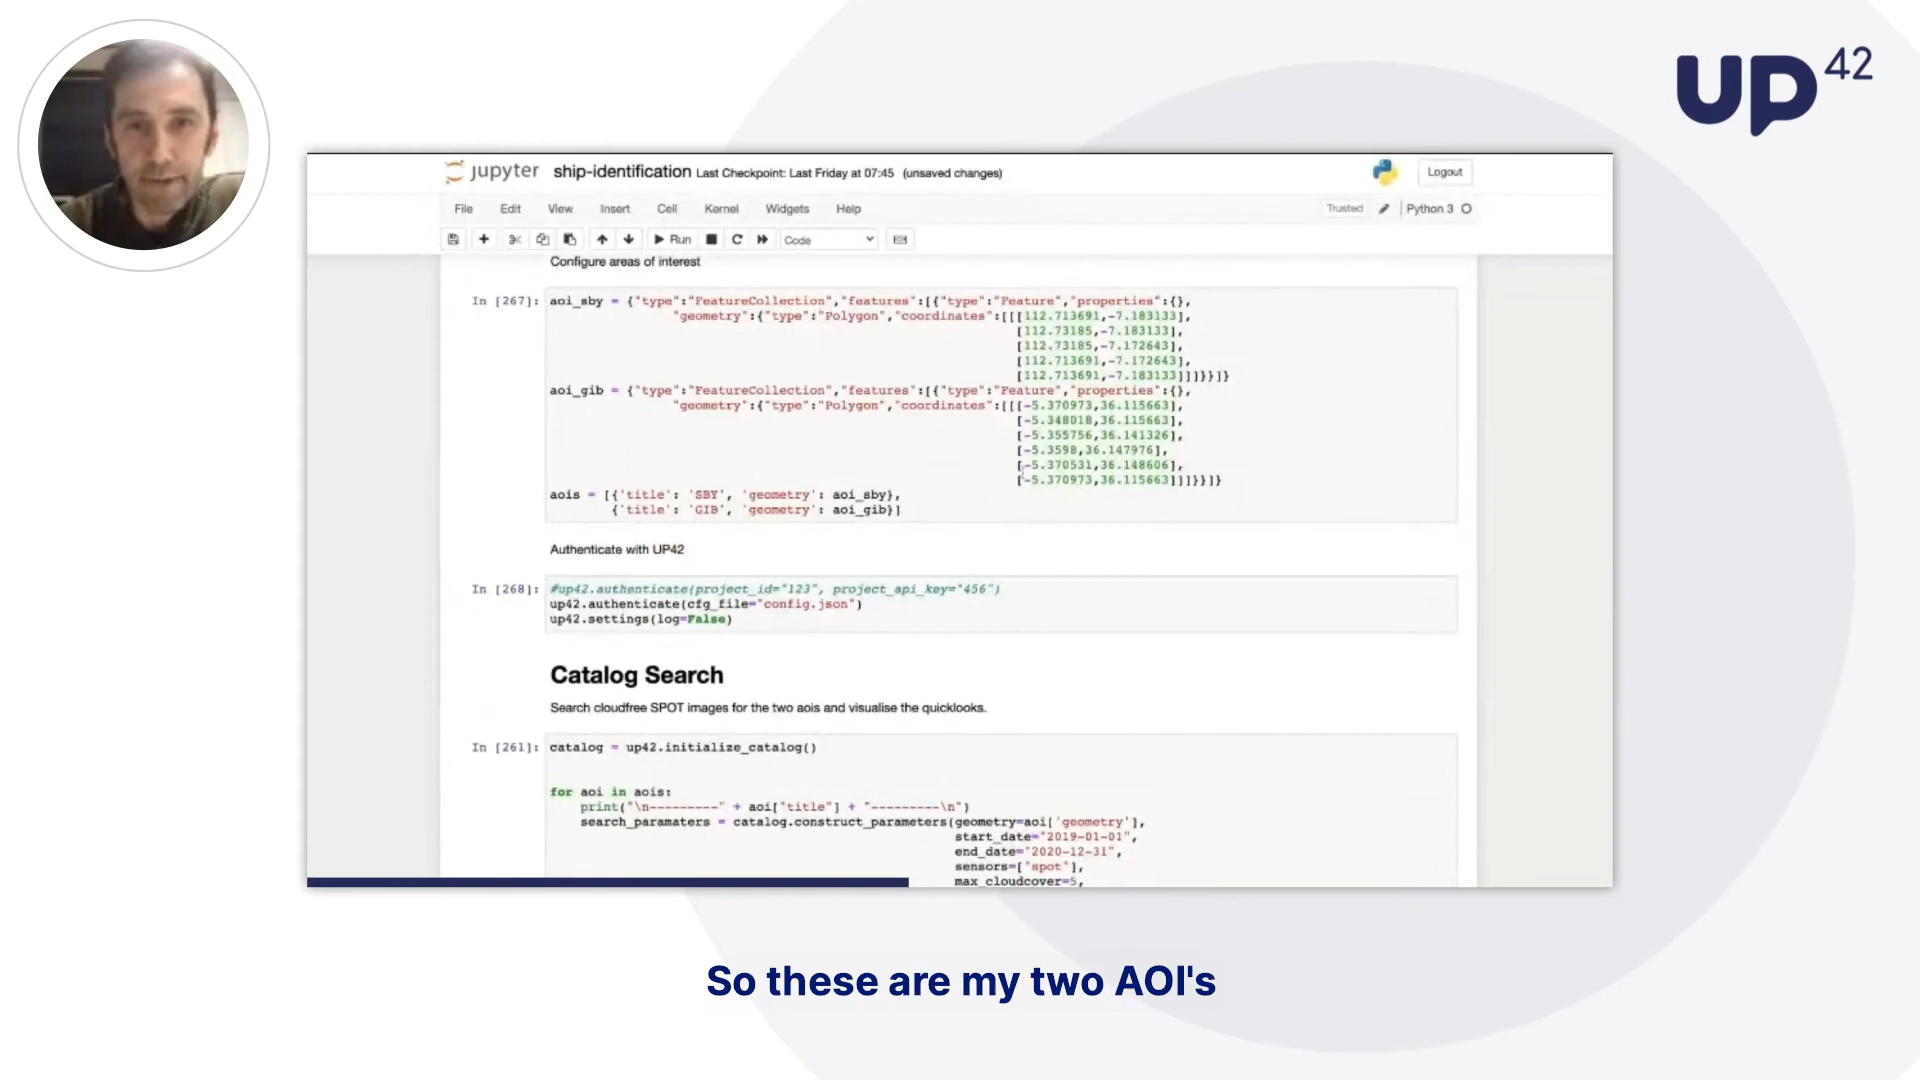 UP42
jupyter ship-identification Last Checkpoint: Last Friday at 07:45 (unsaved changes)
Logout
File Edit View Insert Cell Kernel Widgets Help
Trusted Python 3
Run Code
Configure areas of interest
In [267]: aoi_sby = {"type":"FeatureCollection","features":[{"type":"Feature","properties":{},
"geometry":{"type":"Polygon","coordinates":[[[112.713691,-7.183133],
[112.73185,-7.183133],
[112.73185,-7.172643],
[112.713691,-7.172643],
[112.713691,-7.183133]]]}}]}
aoi_gib = {"type":"FeatureCollection","features":[{"type":"Feature","properties":{},
"geometry":{"type":"Polygon","coordinates":[[[-5.370973,36.115663],
[-5.348018,36.115663],
[-5.355756,36.141326],
[-5.3598,36.147976],
[-5.370531,36.148606],
[-5.370973,36.115663]]]}}]}
aois = [{'title': 'SBY', 'geometry': aoi_sby},
{'title': 'GIB', 'geometry': aoi_gib}]
Authenticate with UP42
In [268]: #up42.authenticate(project_id="123", project_api_key="456")
up42.authenticate(cfg_file="config.json")
up42.settings(log=False)
Catalog Search
Search cloudfree SPOT images for the two aois and visualise the quicklooks.
In [261]: catalog = up42.initialize_catalog()
for aoi in aois:
print("\n---------" + aoi["title"] + "---------\n")
search_paramaters = catalog.construct_parameters(geometry=aoi['geometry'],
start_date="2019-01-01",
end_date="2020-12-31",
sensors=["spot"],
max_cloudcover=5,
So these are my two AOI's